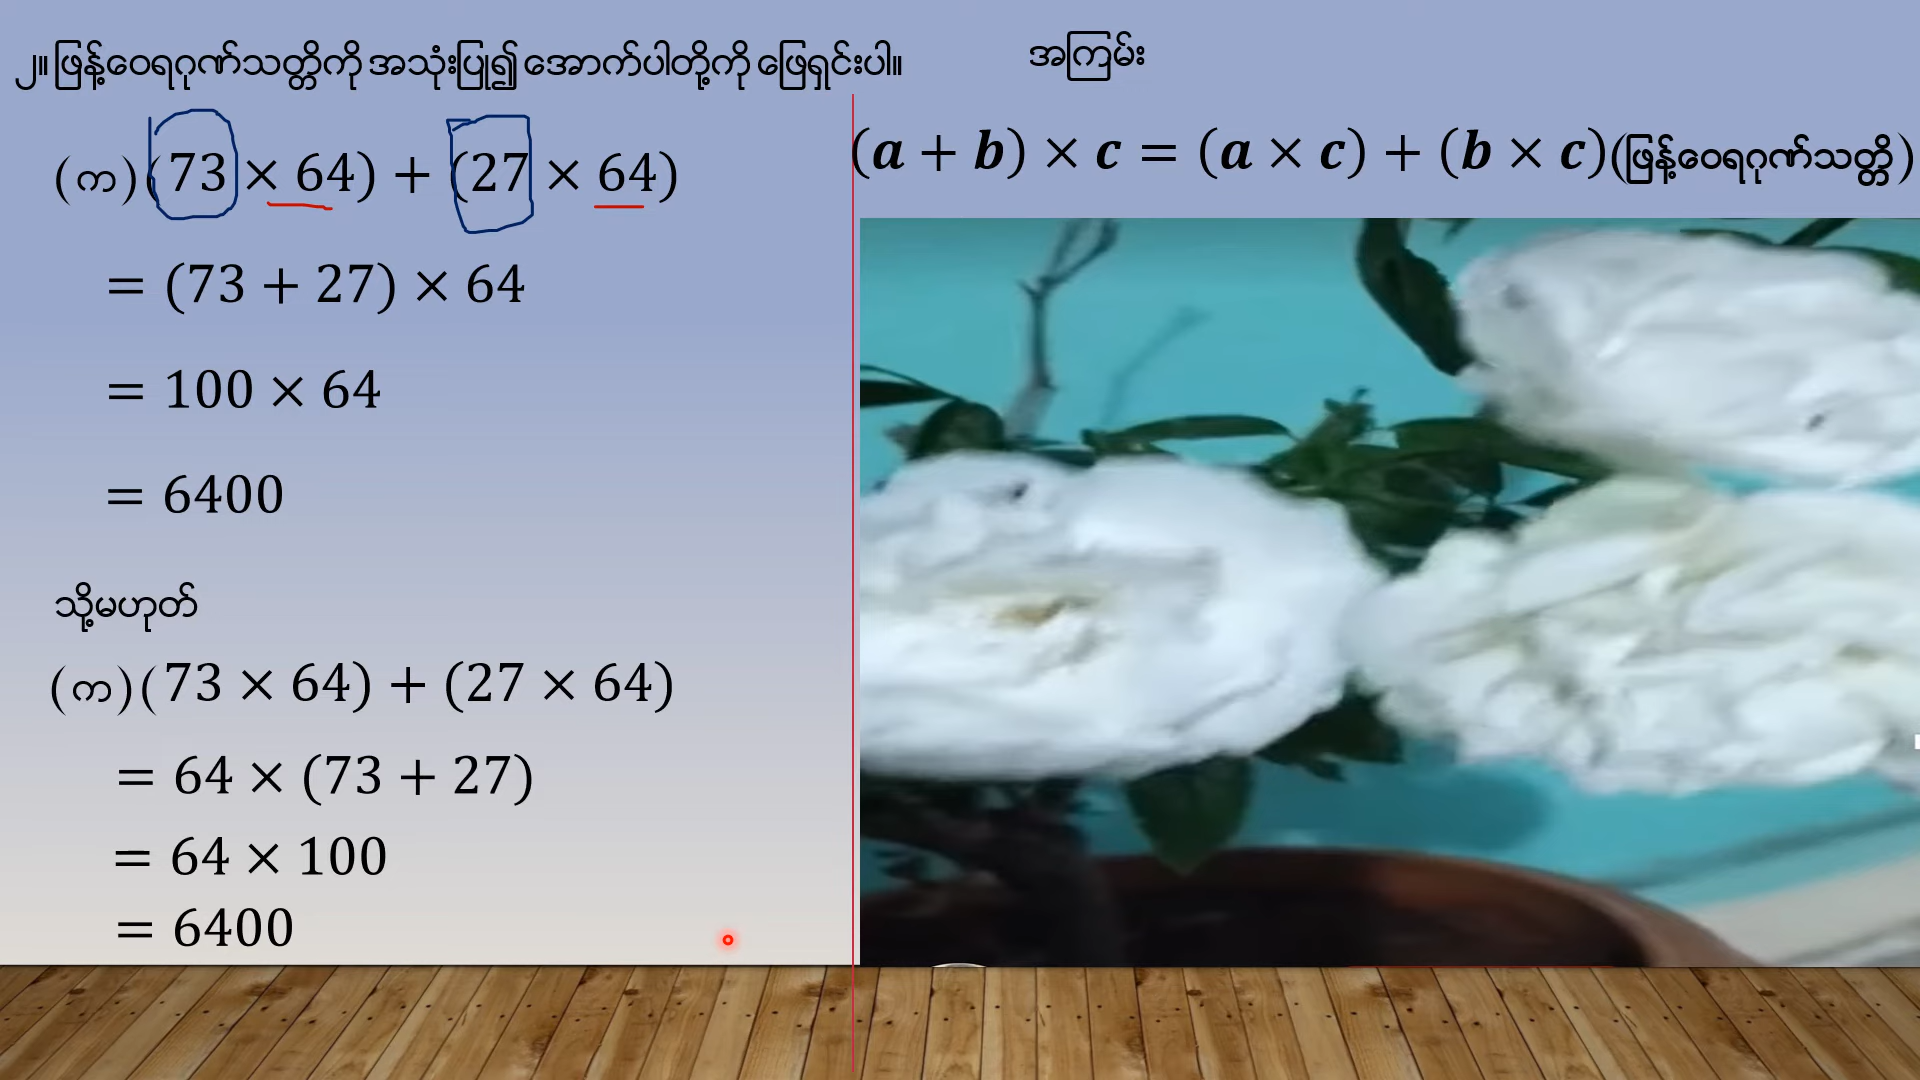 ၂။ ဖြန့်ဝေရဂုဏ်သတ္တိကို အသုံးပြု၍ အောက်ပါတို့ကို ဖြေရှင်းပါ။
(က) (73 × 64) + (27 × 64)
= (73 + 27) × 64
= 100 × 64
= 6400
သို့မဟုတ်
(က) (73 × 64) + (27 × 64)
= 64 × (73 + 27)
= 64 × 100
= 6400
အကြမ်း
(a + b) × c = (a × c) + (b × c) (ဖြန့်ဝေရဂုဏ်သတ္တိ)